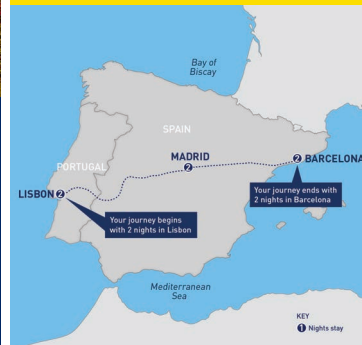 Bay of
Biscay
SPAIN
PORTUGAL
MADRID
2
2 BARCELONA
LISBON 2
Your journey ends with
2 nights in Barcelona
Your journey begins
with 2 nights in Lisbon
Mediterranean
Sea
KEY
1 Nights stay